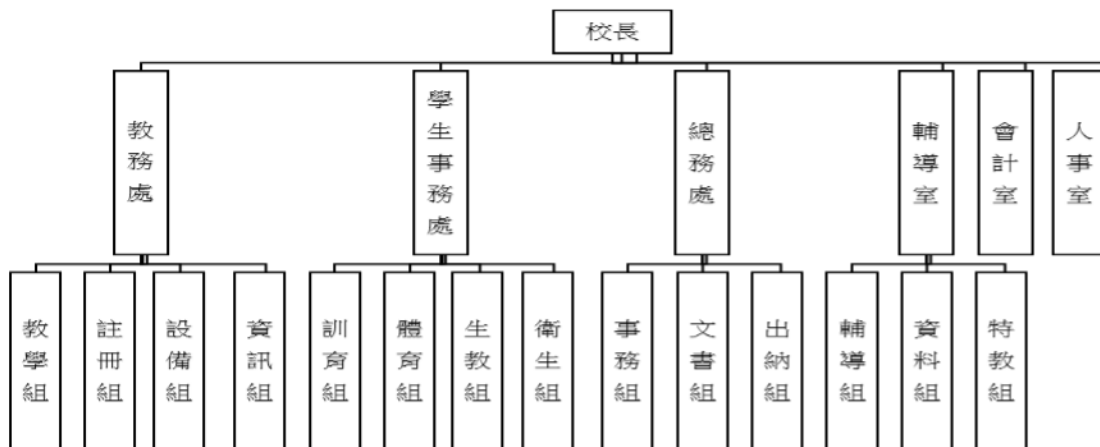 校長
教務處
學生事務處
總務處
輔導室
會計室
人事室
教學組
註冊組
設備組
資訊組
訓育組
體育組
生教組
衛生組
事務組
文書組
出納組
輔導組
資料組
特教組